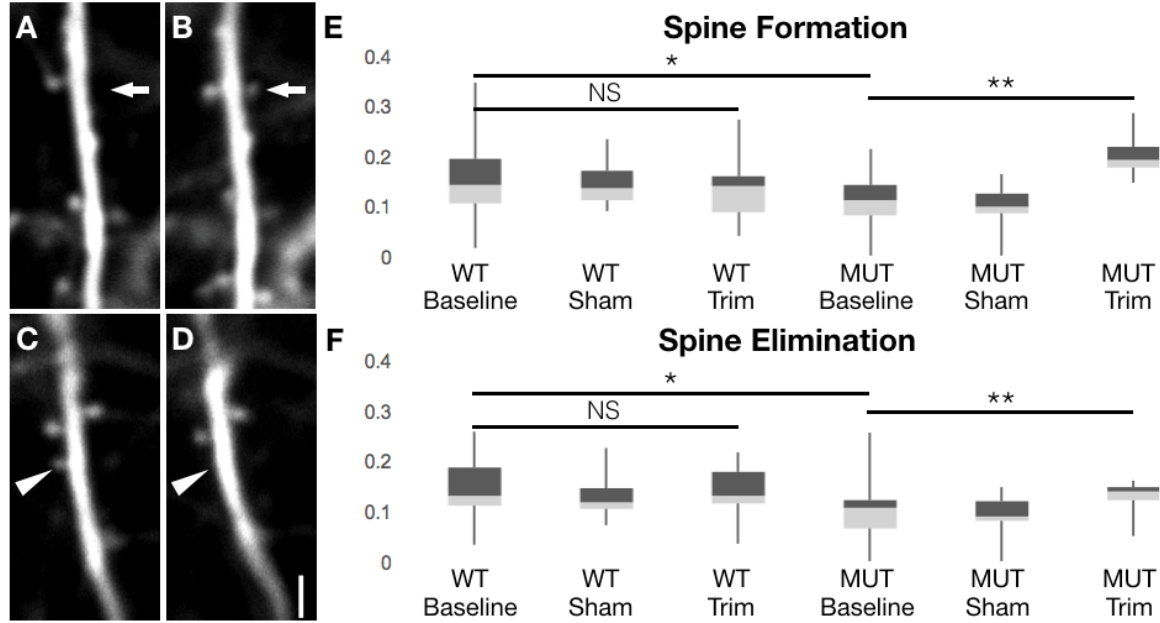 A
B
C
D
E
Spine Formation
0.4
0.3
0.2
0.1
0
*
NS
**
WT Baseline
WT Sham
WT Trim
MUT Baseline
MUT Sham
MUT Trim
F
Spine Elimination
0.4
0.3
0.2
0.1
0
*
NS
**
WT Baseline
WT Sham
WT Trim
MUT Baseline
MUT Sham
MUT Trim